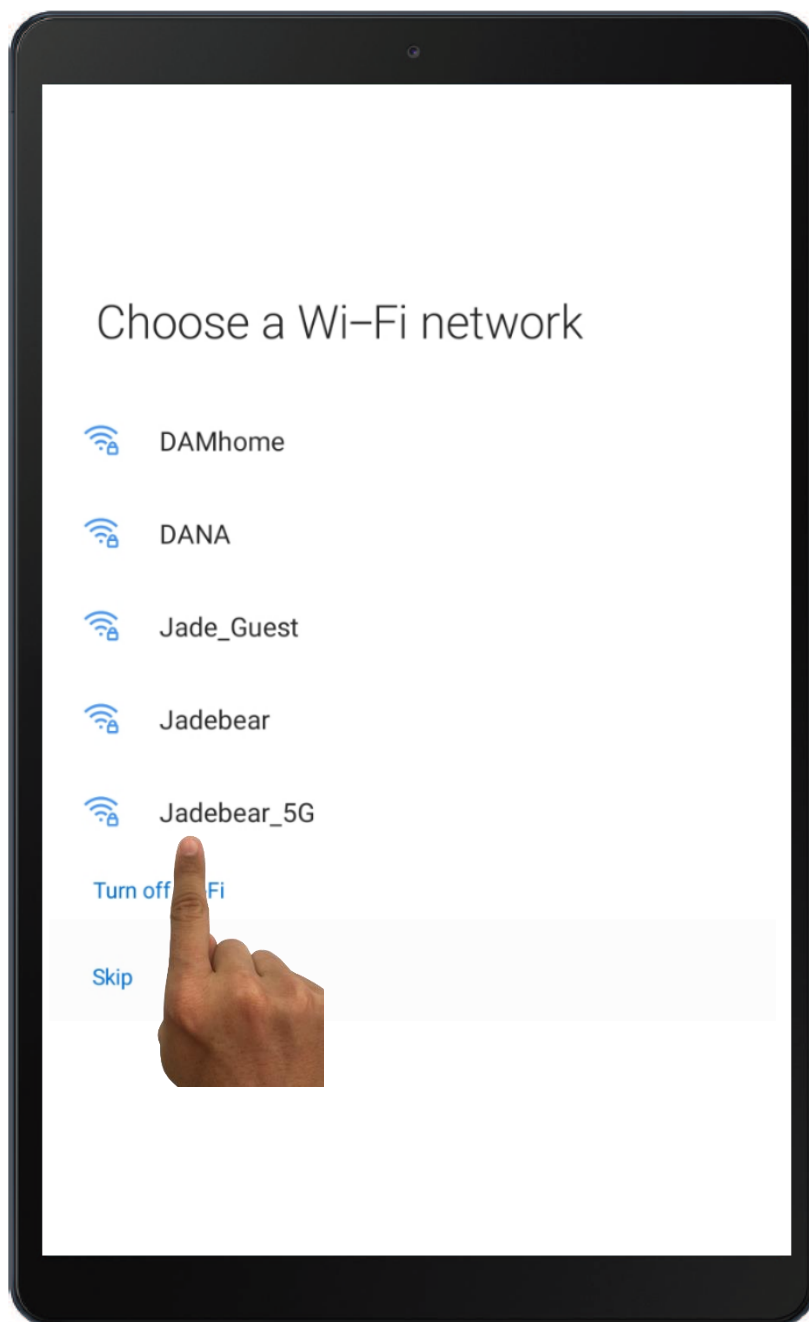 Choose a Wi–Fi network
DAMhome
DANA
Jade_Guest
Jadebear
Jadebear_5G
Turn off Fi
Skip